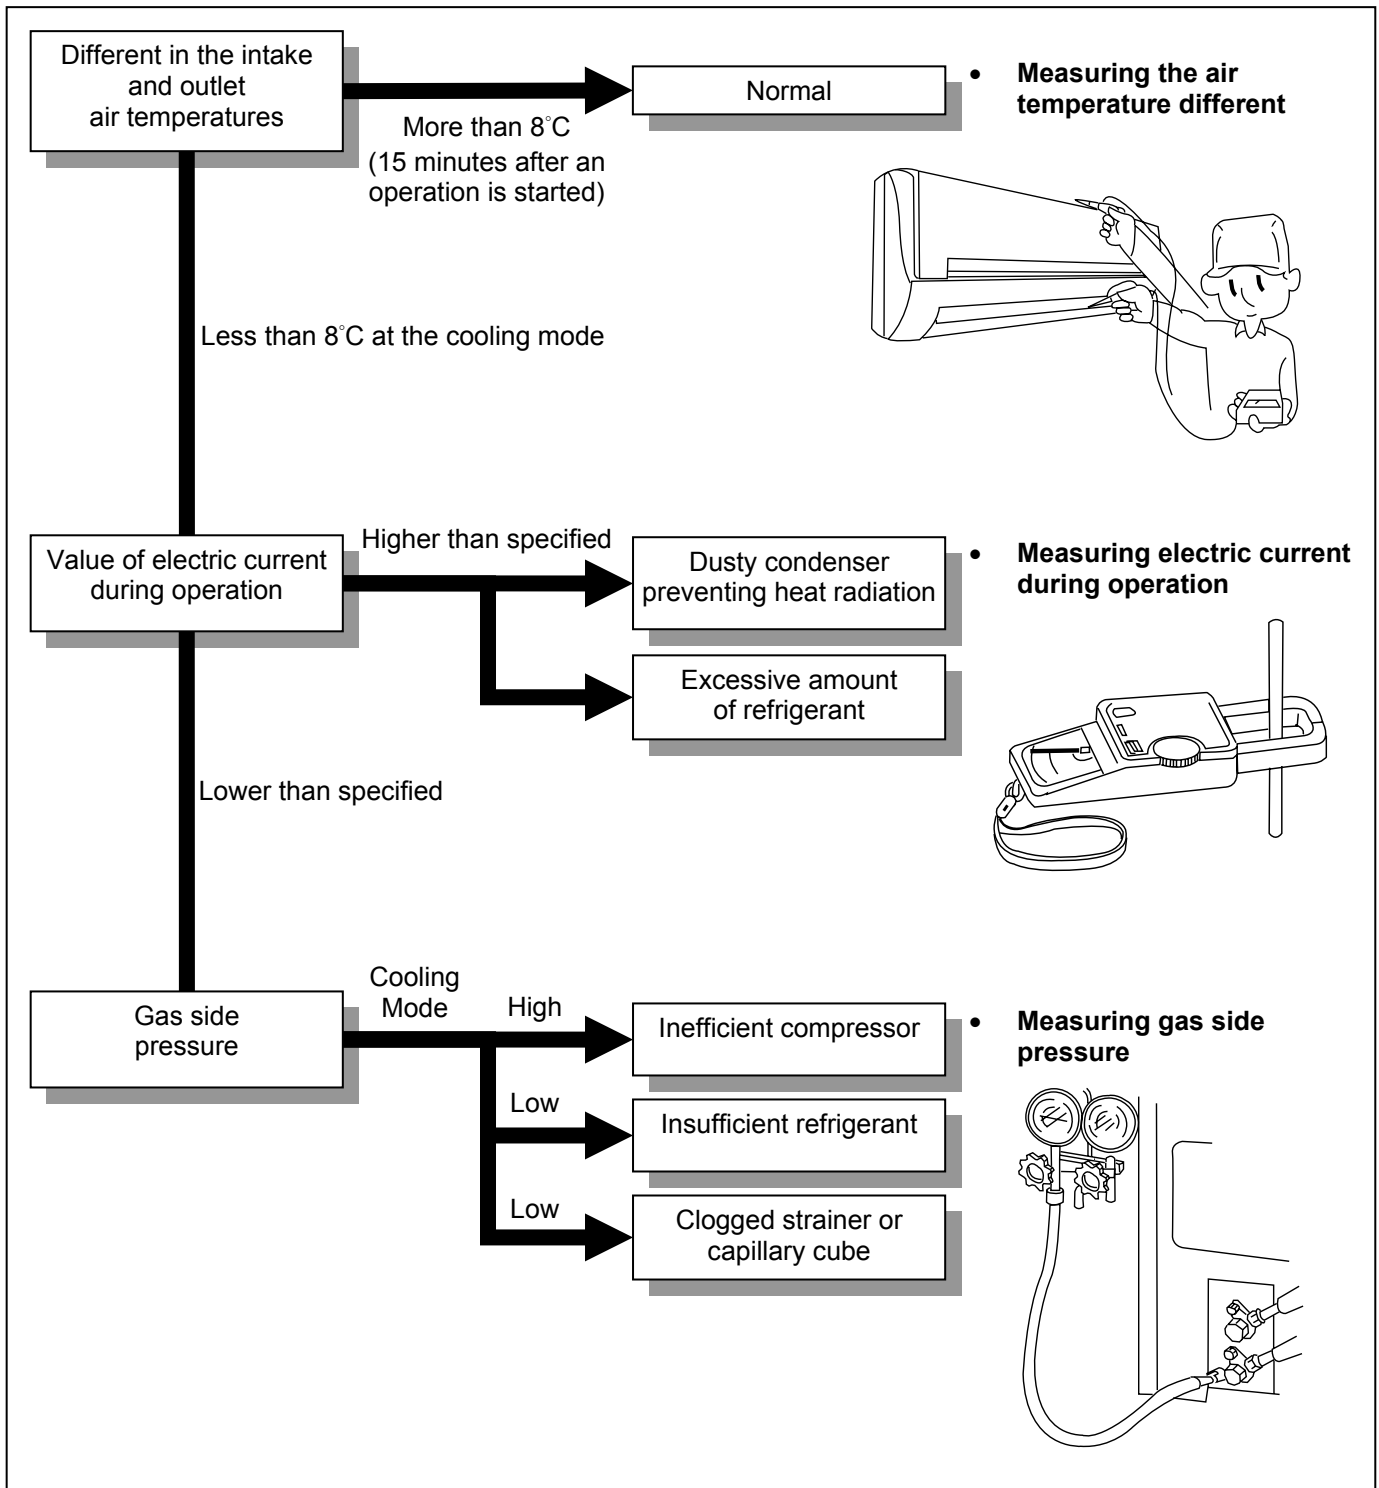 Different in the intake
and outlet
air temperatures
More than 8°C
(15 minutes after an
operation is started)
Normal
• Measuring the air
temperature different
Less than 8°C at the cooling mode
Value of electric current
during operation
Higher than specified
Dusty condenser
preventing heat radiation
Excessive amount
of refrigerant
• Measuring electric current
during operation
Lower than specified
Gas side
pressure
Cooling
Mode
High
Inefficient compressor
Low
Insufficient refrigerant
Low
Clogged strainer or
capillary cube
• Measuring gas side
pressure